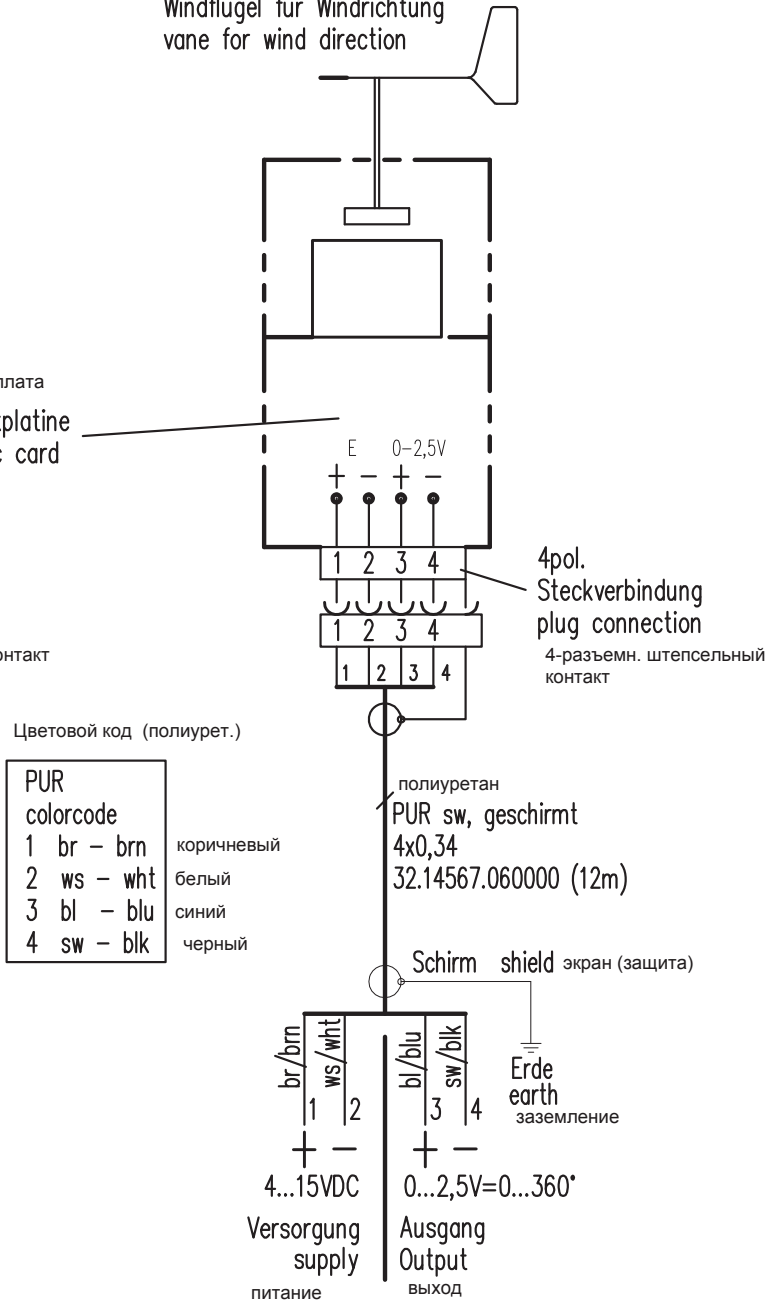 Windflügel für Windrichtung
vane for wind direction
плата
platine
card
E 0-2,5V
+ − + −
1 2 3 4
4pol.
Steckverbindung
plug connection
4-разъемн. штепсельный
контакт
1 2 3 4
1 2 3 4
Цветовой код (полиурет.)
PUR
colorcode
1 br – brn коричневый
2 ws – wht белый
3 bl – blu синий
4 sw – blk черный
полиуретан
PUR sw, geschirmt
4x0,34
32.14567.060000 (12m)
Schirm shield экран (защита)
br/brn ws/wht bl/blu sw/blk
1 2 3 4
Erde
earth
заземление
+ − + −
4...15VDC 0...2,5V=0...360°
Versorgung Ausgang
supply Output
питание выход